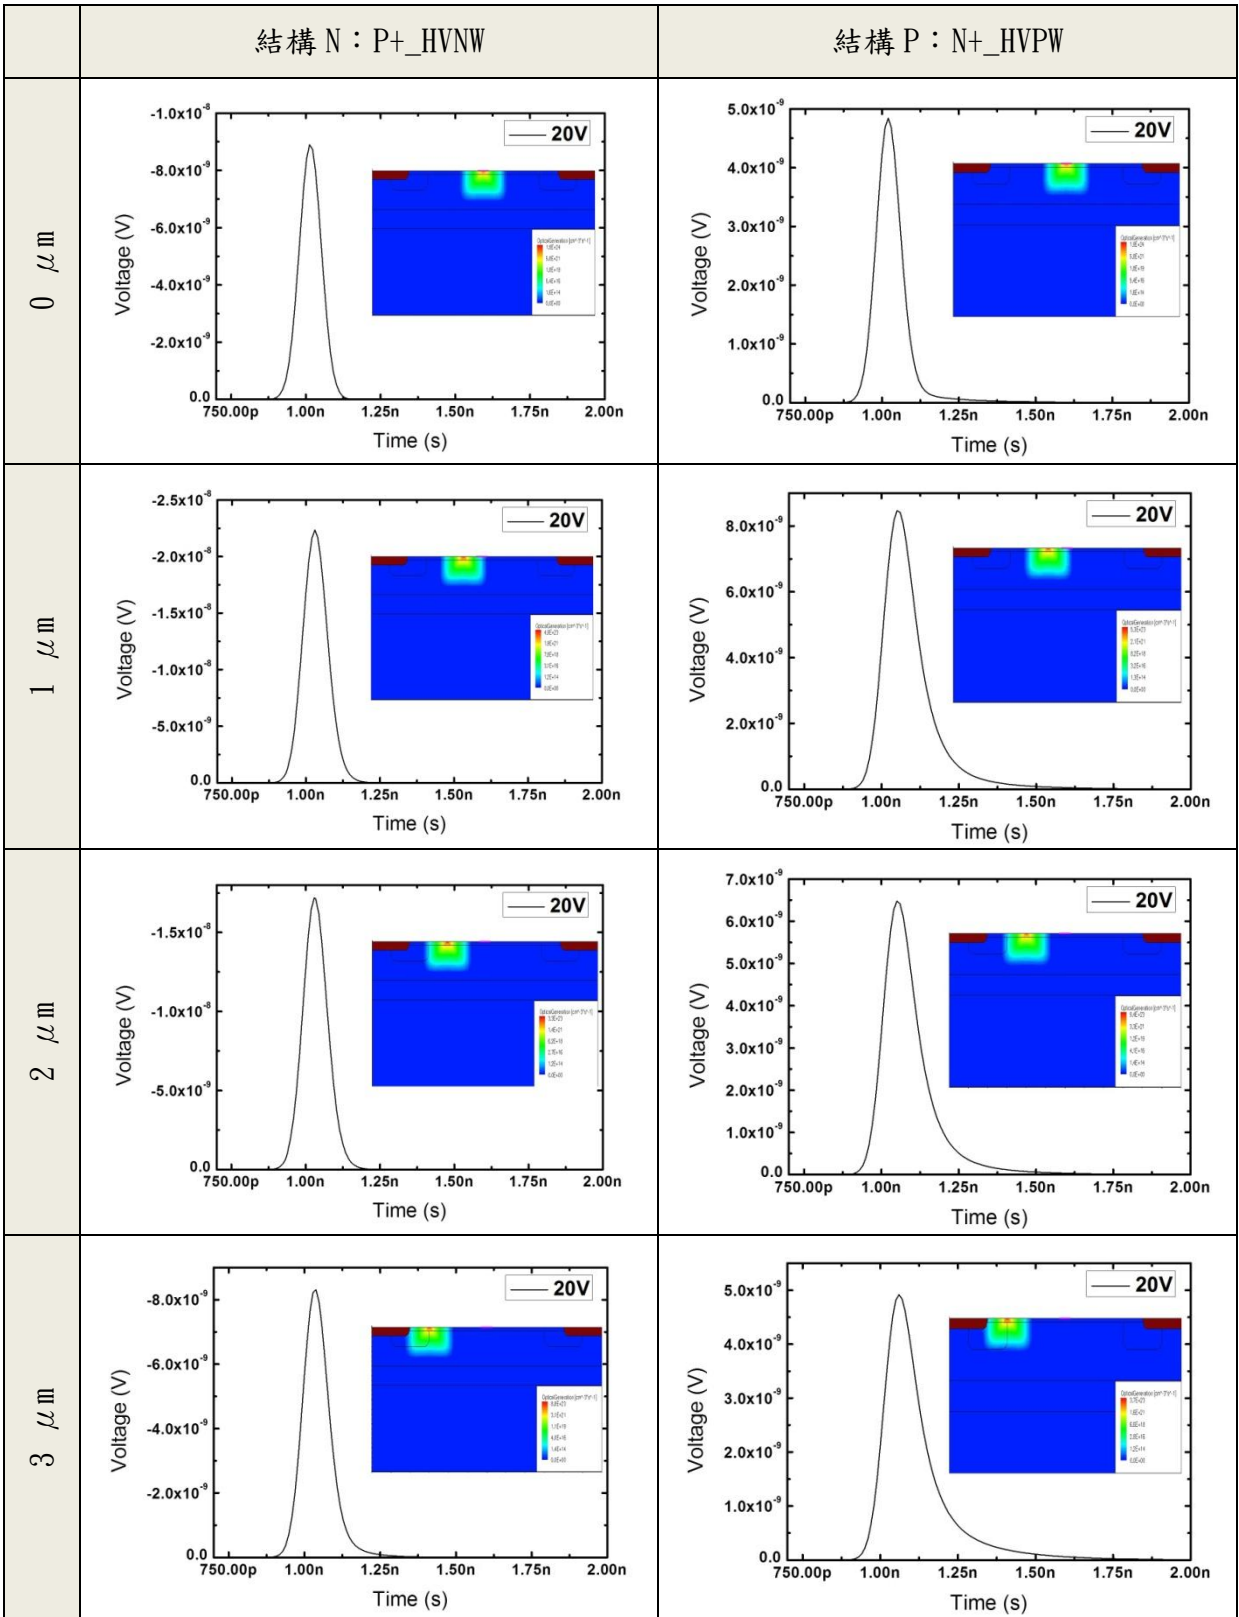 結構 N：P+_HVNW
結構 P：N+_HVPW
0 μm
-1.0x10-8
-8.0x10-9
-6.0x10-9
-4.0x10-9
-2.0x10-9
0.0
Voltage (V)
20V
750.00p 1.00n 1.25n 1.50n 1.75n 2.00n
Time (s)
5.0x10-9
4.0x10-9
3.0x10-9
2.0x10-9
1.0x10-9
0.0
Voltage (V)
20V
750.00p 1.00n 1.25n 1.50n 1.75n 2.00n
Time (s)
1 μm
-2.5x10-8
-2.0x10-8
-1.5x10-8
-1.0x10-8
-5.0x10-9
0.0
Voltage (V)
20V
750.00p 1.00n 1.25n 1.50n 1.75n 2.00n
Time (s)
8.0x10-9
6.0x10-9
4.0x10-9
2.0x10-9
0.0
Voltage (V)
20V
750.00p 1.00n 1.25n 1.50n 1.75n 2.00n
Time (s)
2 μm
-1.5x10-8
-1.0x10-8
-5.0x10-9
0.0
Voltage (V)
20V
750.00p 1.00n 1.25n 1.50n 1.75n 2.00n
Time (s)
7.0x10-9
6.0x10-9
5.0x10-9
4.0x10-9
3.0x10-9
2.0x10-9
1.0x10-9
0.0
Voltage (V)
20V
750.00p 1.00n 1.25n 1.50n 1.75n 2.00n
Time (s)
3 μm
-8.0x10-9
-6.0x10-9
-4.0x10-9
-2.0x10-9
0.0
Voltage (V)
20V
750.00p 1.00n 1.25n 1.50n 1.75n 2.00n
Time (s)
5.0x10-9
4.0x10-9
3.0x10-9
2.0x10-9
1.0x10-9
0.0
Voltage (V)
20V
750.00p 1.00n 1.25n 1.50n 1.75n 2.00n
Time (s)